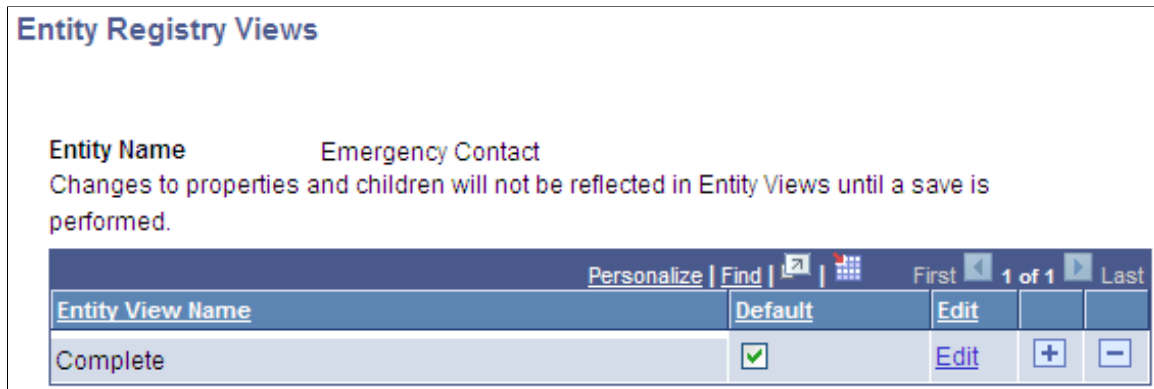 Entity Registry Views
Entity Name Emergency Contact
Changes to properties and children will not be reflected in Entity Views until a save is
performed.
Personalize | Find | | First 1 of 1 Last
Entity View Name Default Edit
Complete Edit